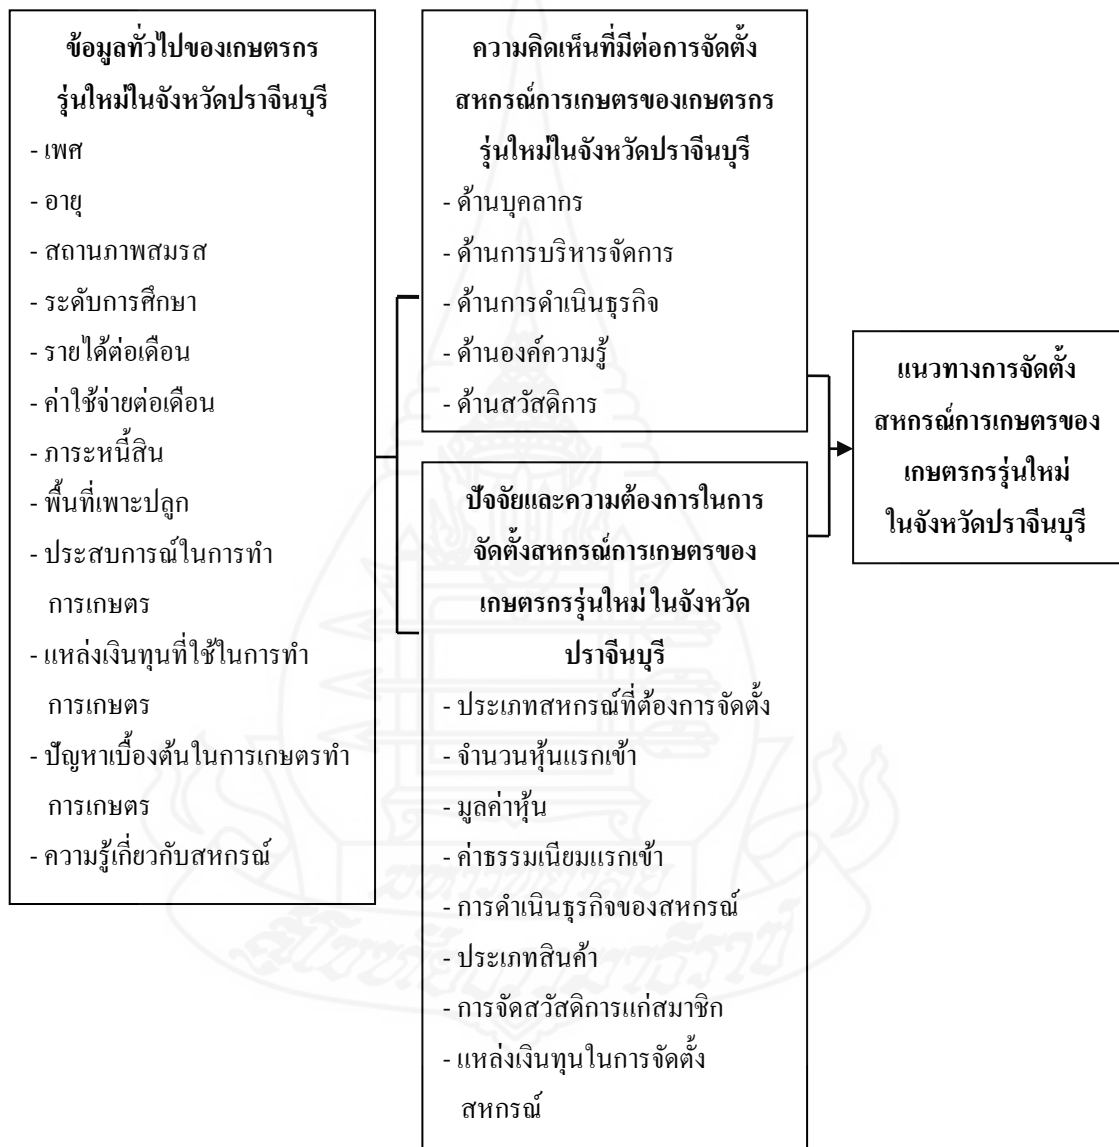 ข้อมูลทั่วไปของเกษตรกร
รุ่นใหม่ในจังหวัดปราจีนบุรี
- เพศ
- อายุ
- สถานภาพสมรส
- ระดับการศึกษา
- รายได้ต่อเดือน
- ค่าใช้จ่ายต่อเดือน
- ภาระหนี้สิน
- พื้นที่เพาะปลูก
- ประสบการณ์ในการทำ
การเกษตร
- แหล่งเงินทุนที่ใช้ในการทำ
การเกษตร
- ปัญหาเบื้องต้นในการเกษตรทำ
การเกษตร
- ความรู้เกี่ยวกับสหกรณ์
ความคิดเห็นที่มีต่อการจัดตั้ง
สหกรณ์การเกษตรของเกษตรกร
รุ่นใหม่ในจังหวัดปราจีนบุรี
- ด้านบุคลากร
- ด้านการบริหารจัดการ
- ด้านการดำเนินธุรกิจ
- ด้านองค์ความรู้
- ด้านสวัสดิการ
ปัจจัยและความต้องการในการ
จัดตั้งสหกรณ์การเกษตรของ
เกษตรกรรุ่นใหม่ ในจังหวัด
ปราจีนบุรี
- ประเภทสหกรณ์ที่ต้องการจัดตั้ง
- จำนวนหุ้นแรกเข้า
- มูลค่าหุ้น
- ค่าธรรมเนียมแรกเข้า
- การดำเนินธุรกิจของสหกรณ์
- ประเภทสินค้า
- การจัดสวัสดิการแก่สมาชิก
- แหล่งเงินทุนในการจัดตั้ง
สหกรณ์
แนวทางการจัดตั้ง
สหกรณ์การเกษตรของ
เกษตรกรรุ่นใหม่
ในจังหวัดปราจีนบุรี
มหาวิทยาลัย
สุโขทัยธรรมาธิราช